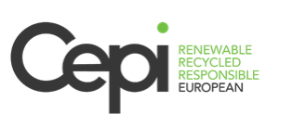 Cepi
RENEWABLE
RECYCLED
RESPONSIBLE
EUROPEAN